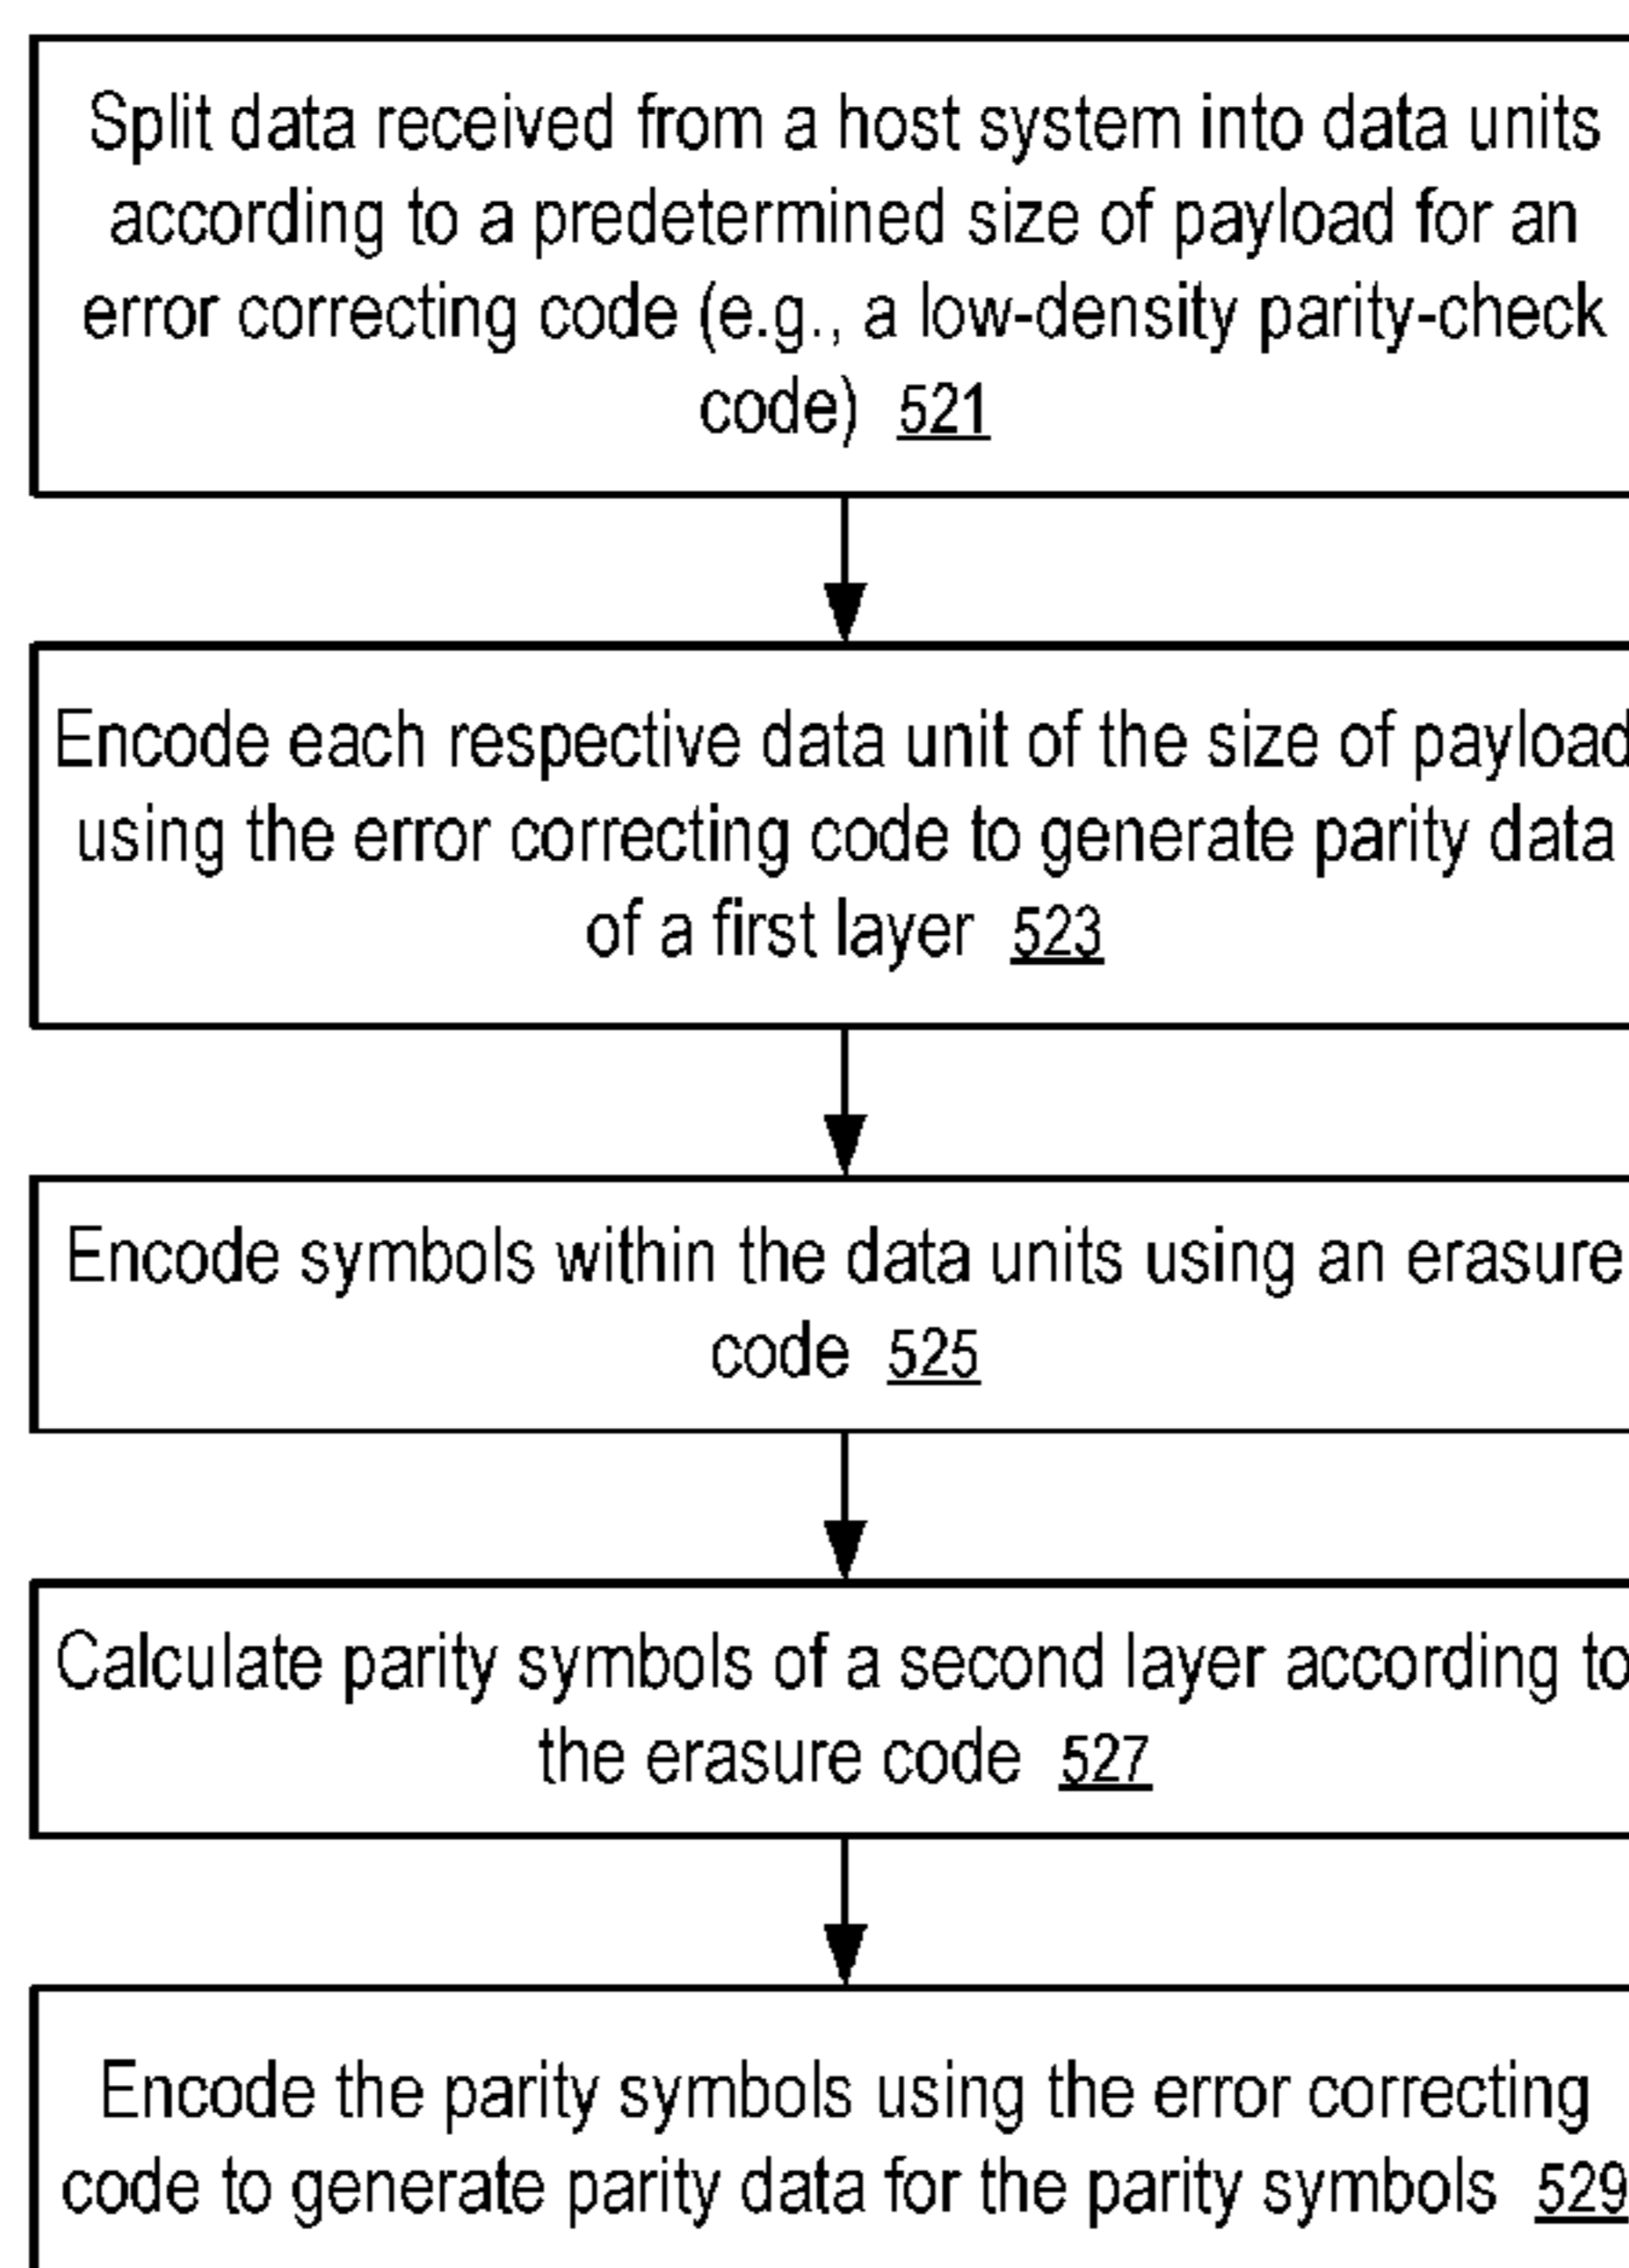 Split data received from a host system into data units
according to a predetermined size of payload for an
error correcting code (e.g., a low-density parity-check
code) 521
Encode each respective data unit of the size of payload
using the error correcting code to generate parity data
of a first layer 523
Encode symbols within the data units using an erasure
code 525
Calculate parity symbols of a second layer according to
the erasure code 527
Encode the parity symbols using the error correcting
code to generate parity data for the parity symbols 529